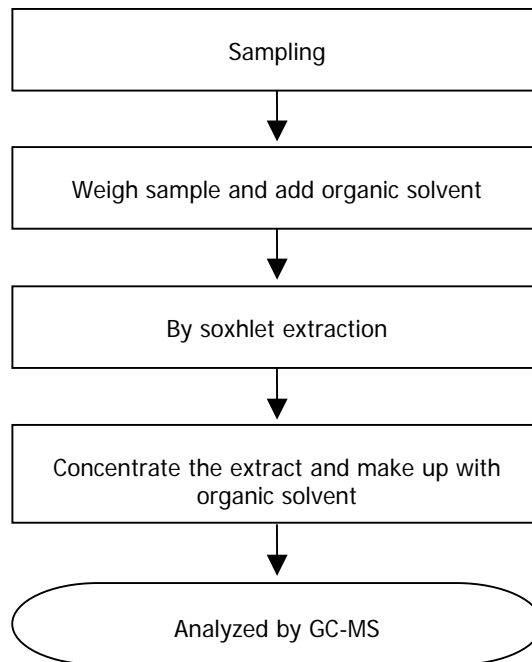 Sampling
Weigh sample and add organic solvent
By soxhlet extraction
Concentrate the extract and make up with
organic solvent
Analyzed by GC-MS